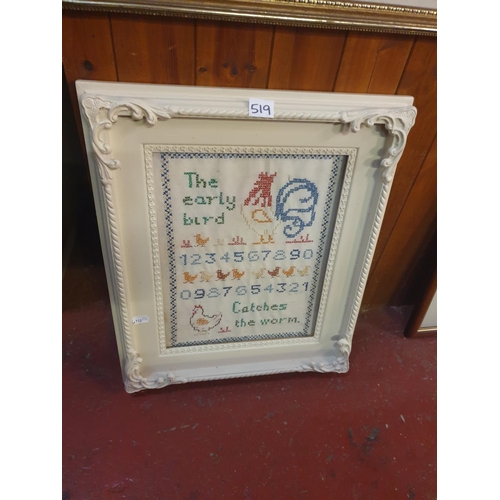 519
The
early
bird
1234567890
0987654321
Catches
the worm.